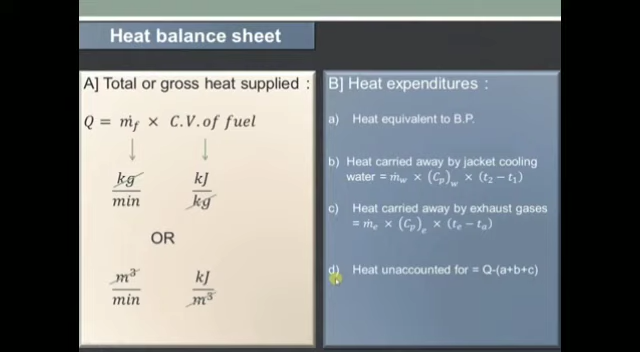 Heat balance sheet
A] Total or gross heat supplied :
Q = ṁf × C.V.of fuel
kg/min kJ/kg
OR
m³/min kJ/m³
B] Heat expenditures :
a) Heat equivalent to B.P.
b) Heat carried away by jacket cooling
water = ṁw × (Cp)w × (t2 − t1)
c) Heat carried away by exhaust gases
= ṁe × (Cp)e × (te − ta)
d) Heat unaccounted for = Q-(a+b+c)